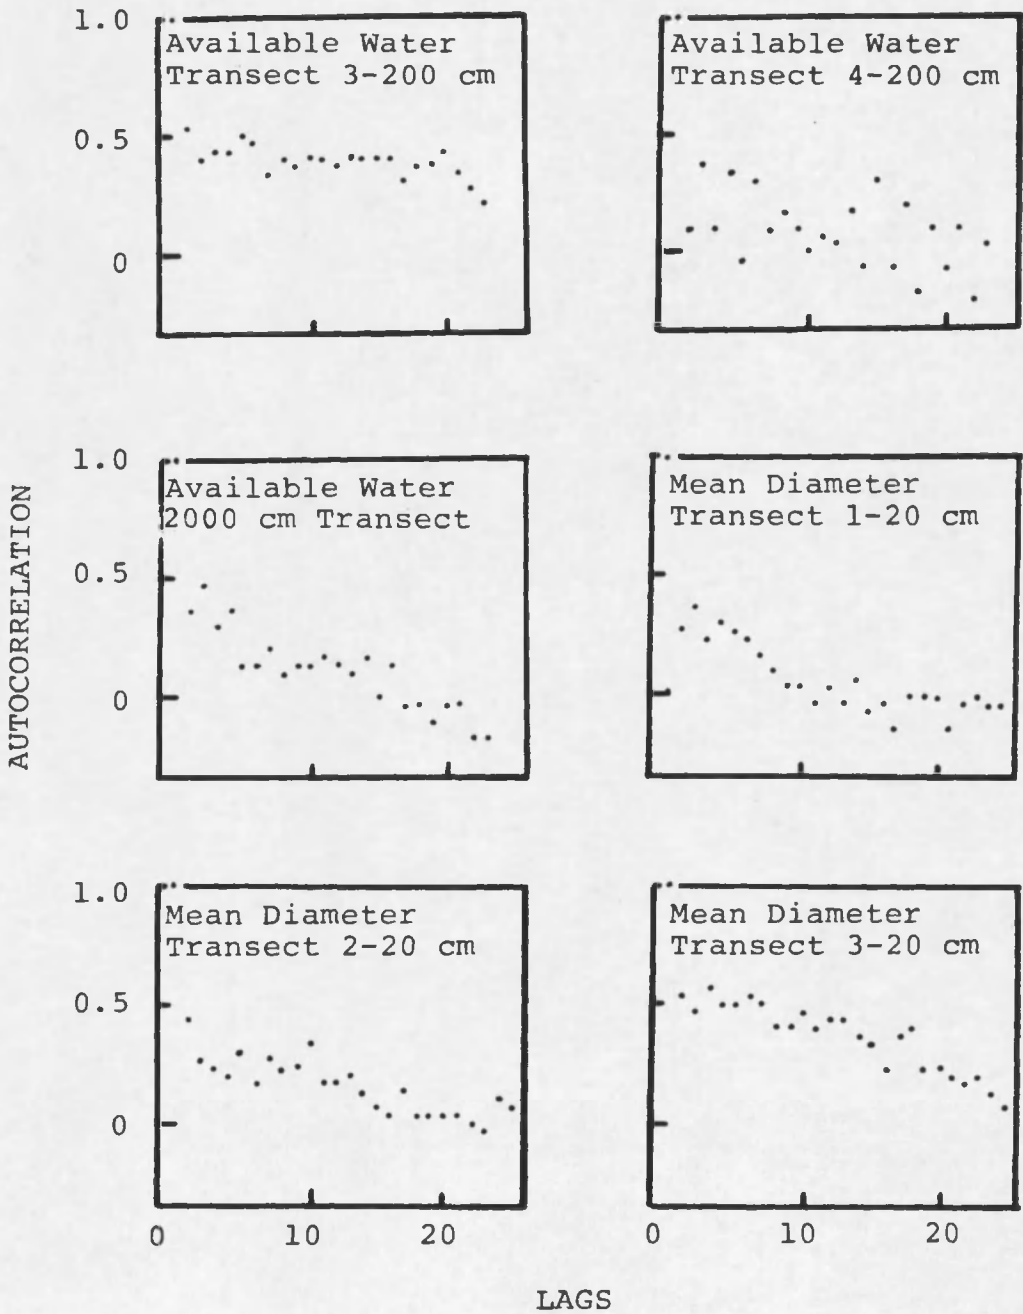 1.0
Available Water
Transect 3-200 cm
0.5
0
Available Water
Transect 4-200 cm
AUTOCORRELATION
1.0
Available Water
2000 cm Transect
0.5
0
Mean Diameter
Transect 1-20 cm
1.0
Mean Diameter
Transect 2-20 cm
0.5
0
0 10 20
Mean Diameter
Transect 3-20 cm
0 10 20
LAGS